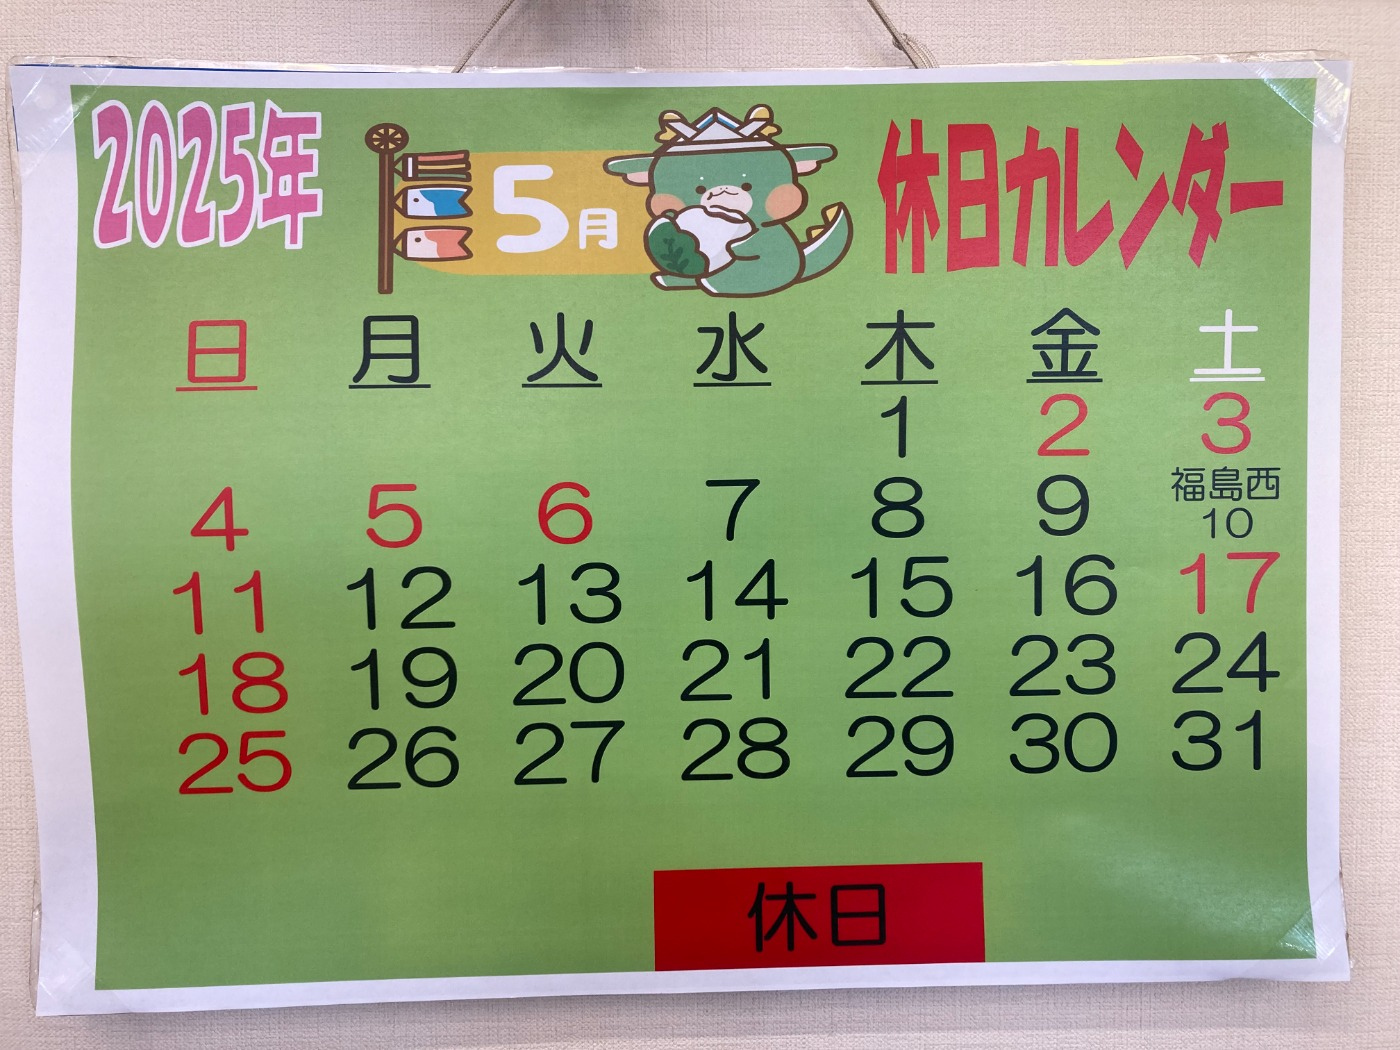 2025年 5月 休日カレンダー
日 月 火 水 木 金 土
1 2 3
4 5 6 7 8 9 福島西
10
11 12 13 14 15 16 17
18 19 20 21 22 23 24
25 26 27 28 29 30 31
休日